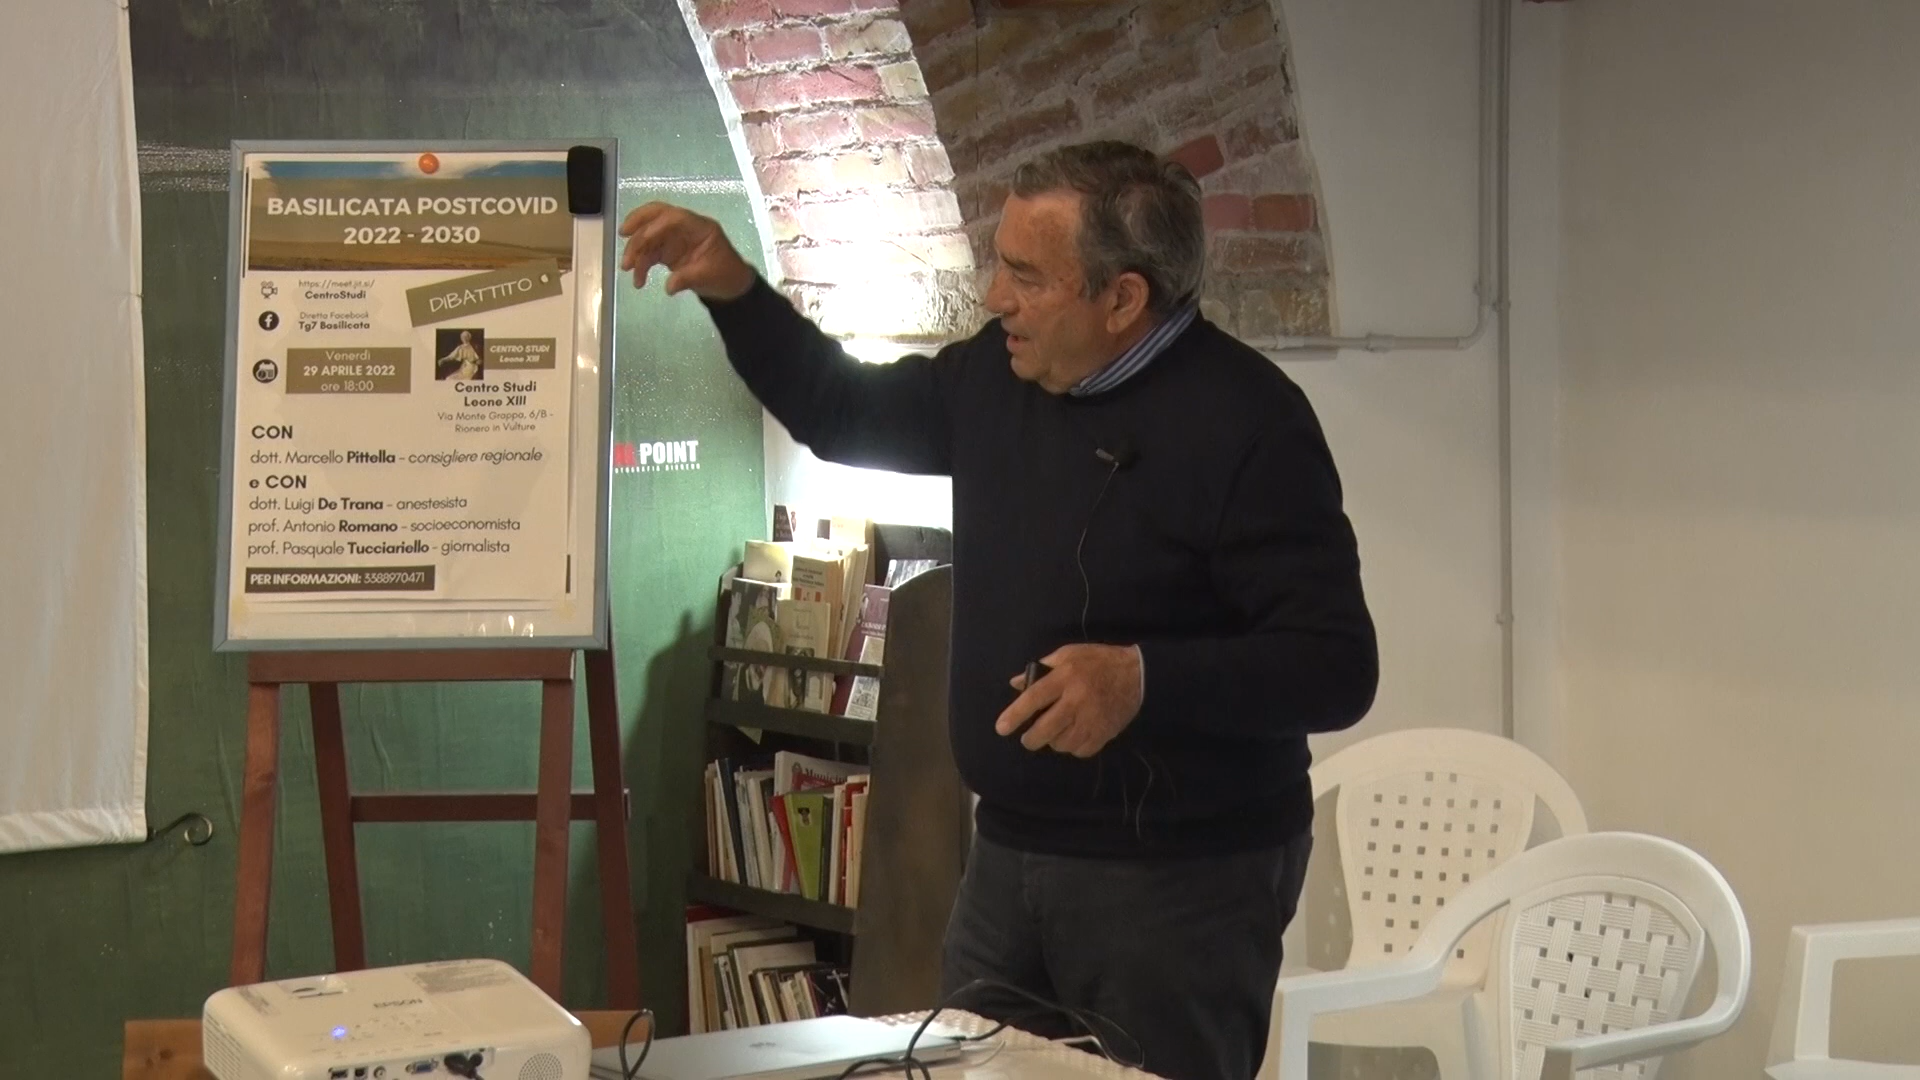 BASILICATA POSTCOVID
2022 - 2030
https://meet.jit.si/
CentroStudi
DIBATTITO
Diretta Facebook
Tg7 Basilicata
Venerdì
29 APRILE 2022
ore 18:00
CENTRO STUDI
Leone XIII
Centro Studi
Leone XIII
Via Monte Grappa, 6/B -
Rionero in Vulture
CON
dott. Marcello Pittella - consigliere regionale
e CON
dott. Luigi De Trana - anestesista
prof. Antonio Romano - socioeconomista
prof. Pasquale Tucciariello - giornalista
PER INFORMAZIONI: 3388970471
POINT
EPSON